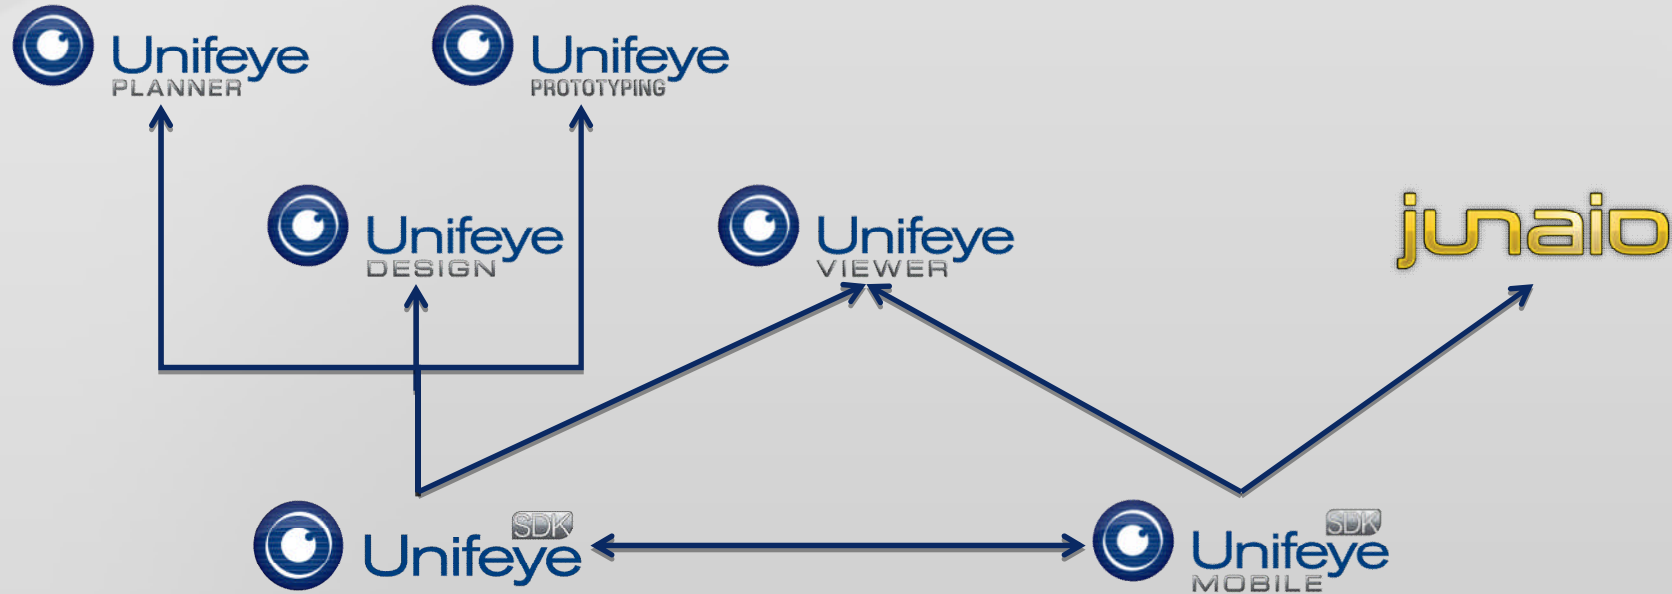 Unifeye
PLANNER
Unifeye
PROTOTYPING
Unifeye
DESIGN
Unifeye
VIEWER
junaio
SDK
Unifeye
SDK
Unifeye
MOBILE